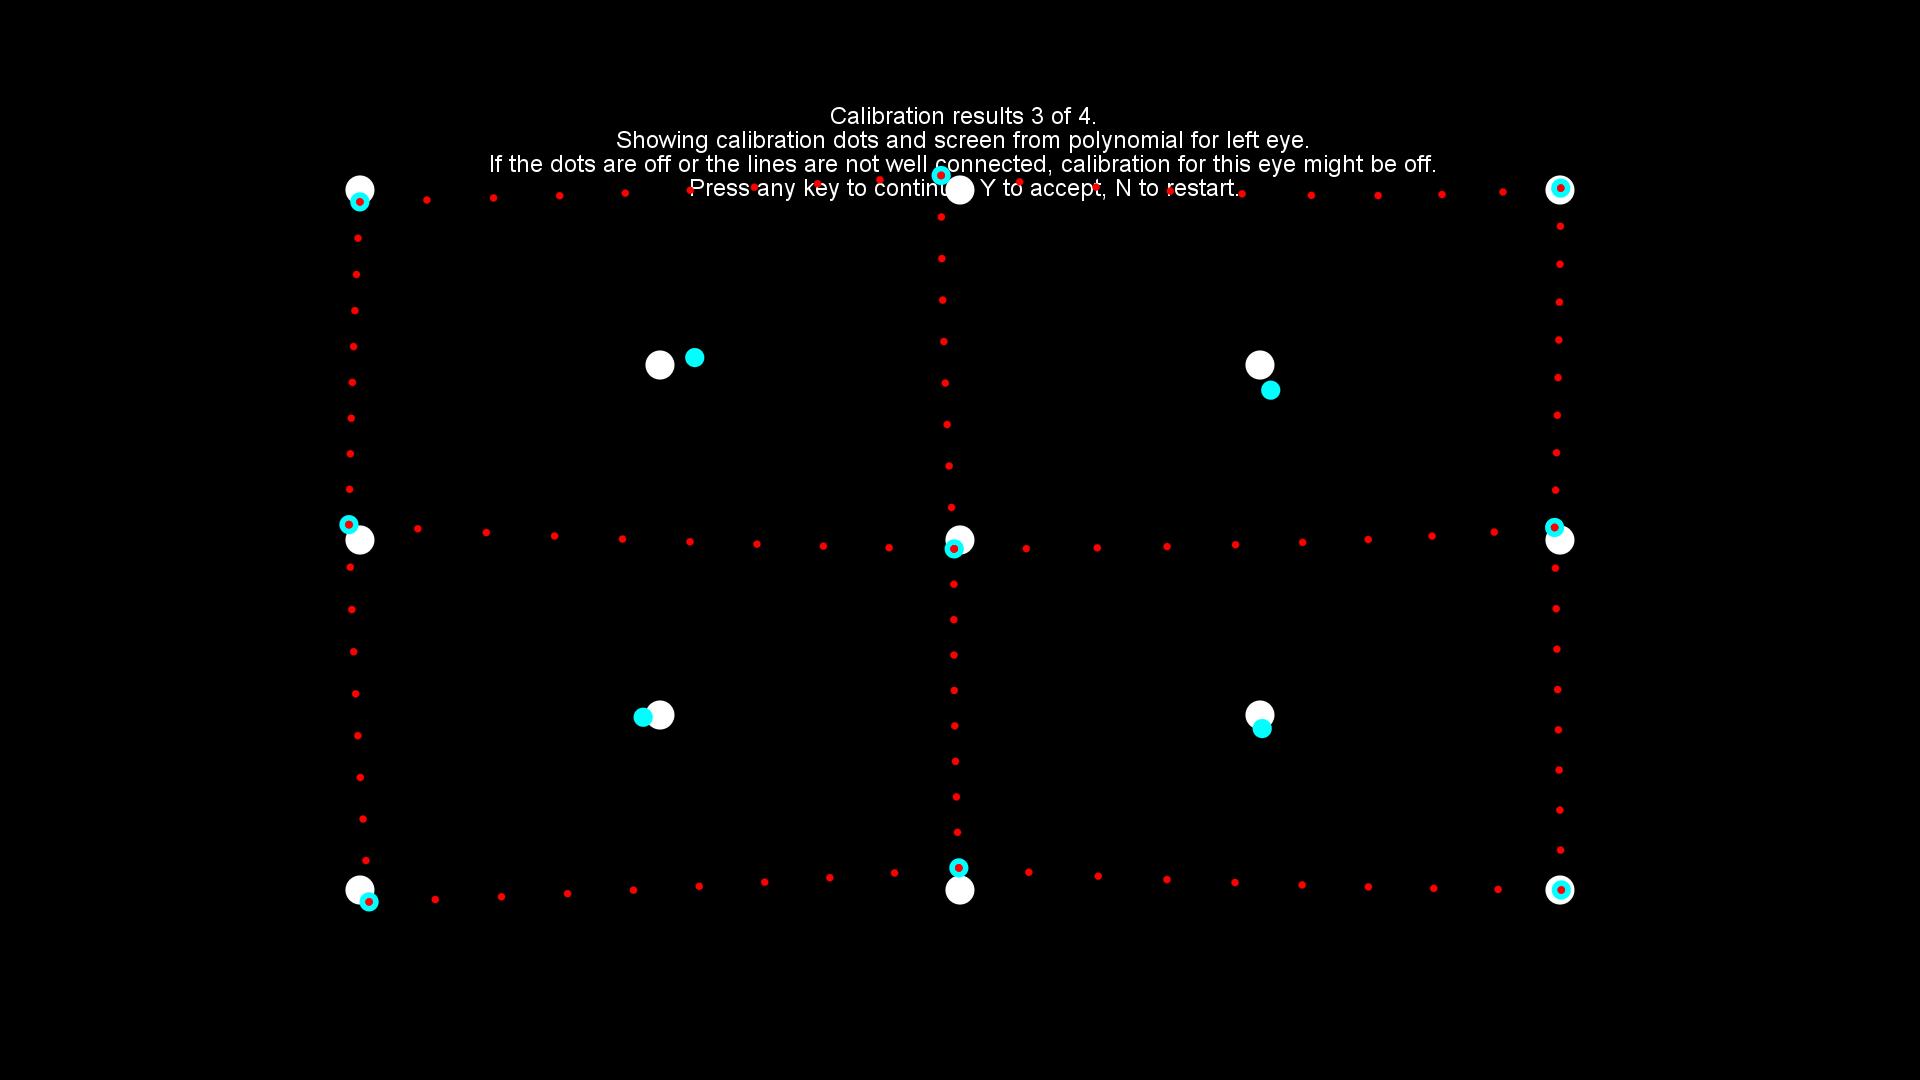 Calibration results 3 of 4.
Showing calibration dots and screen from polynomial for left eye.
If the dots are off or the lines are not well connected, calibration for this eye might be off.
Press any key to continue, Y to accept, N to restart.